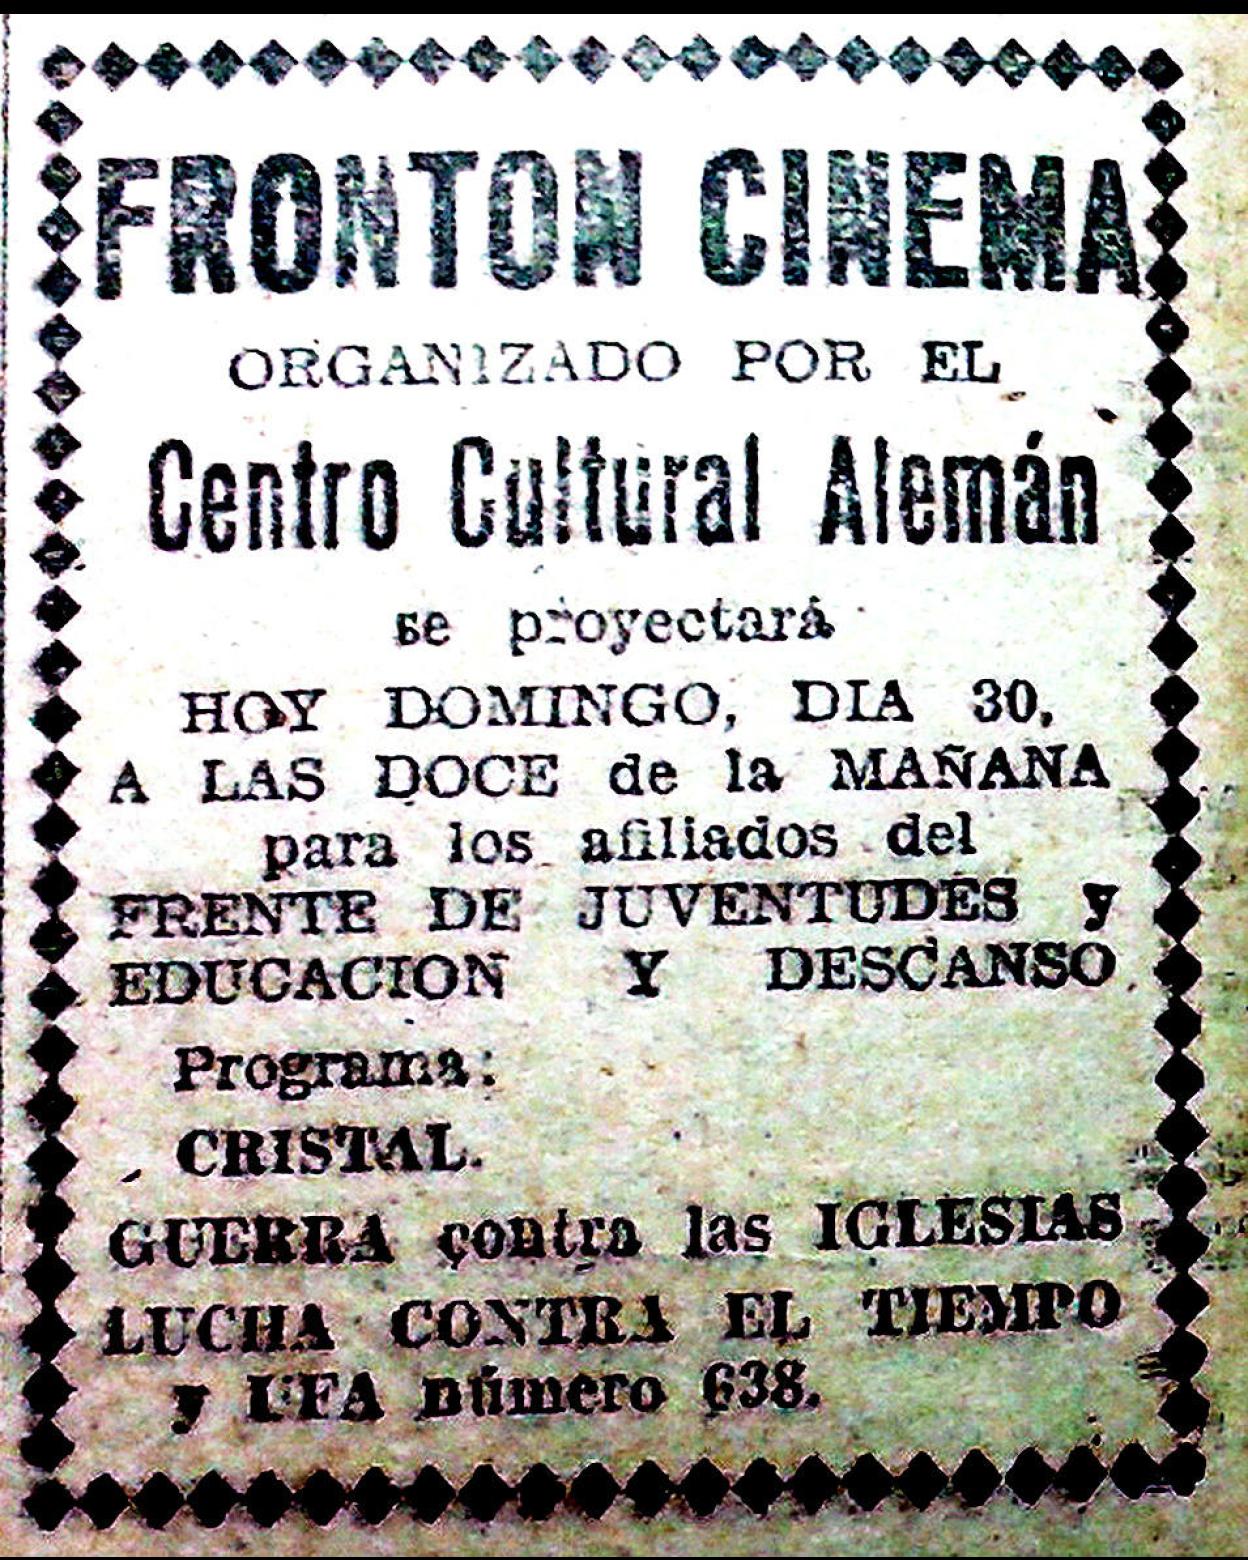 FRONTON CINEMA
ORGANIZADO POR EL
Centro Cultural Alemán
se proyectará
HOY DOMINGO, DIA 30,
A LAS DOCE de la MAÑANA
para los afiliados del
FRENTE DE JUVENTUDES y
EDUCACION Y DESCANSO
Programa:
CRISTAL.
GUERRA contra las IGLESIAS
LUCHA CONTRA EL TIEMPO
y UFA número 638.